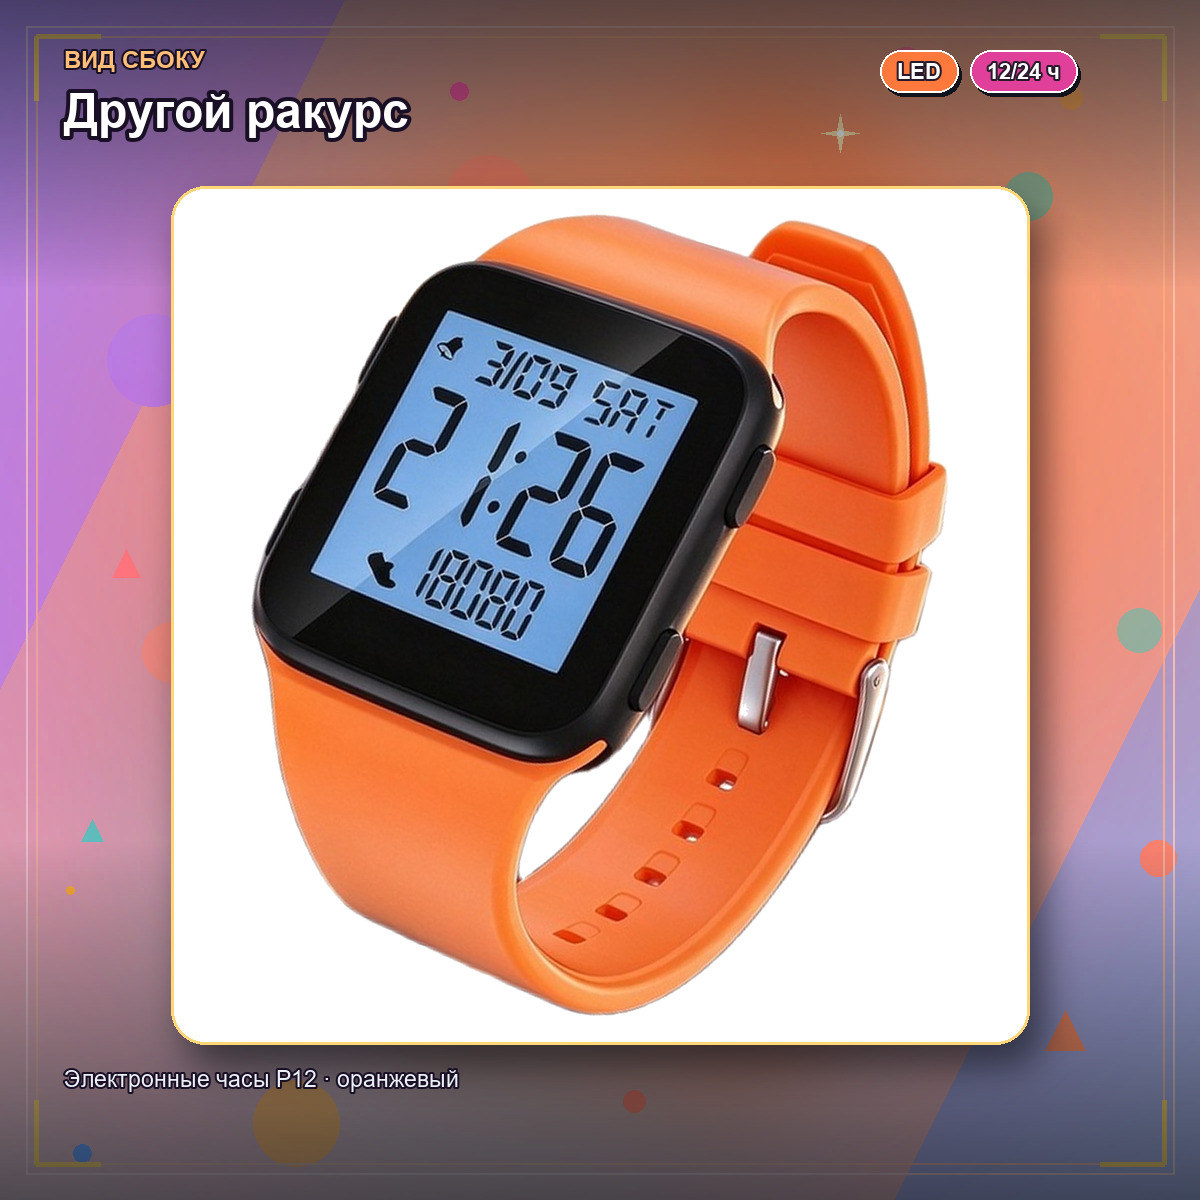 ВИД СБОКУ
Другой ракурс
LED
12/24 ч
3/09 SAT
21:26
18080
Электронные часы P12 · оранжевый